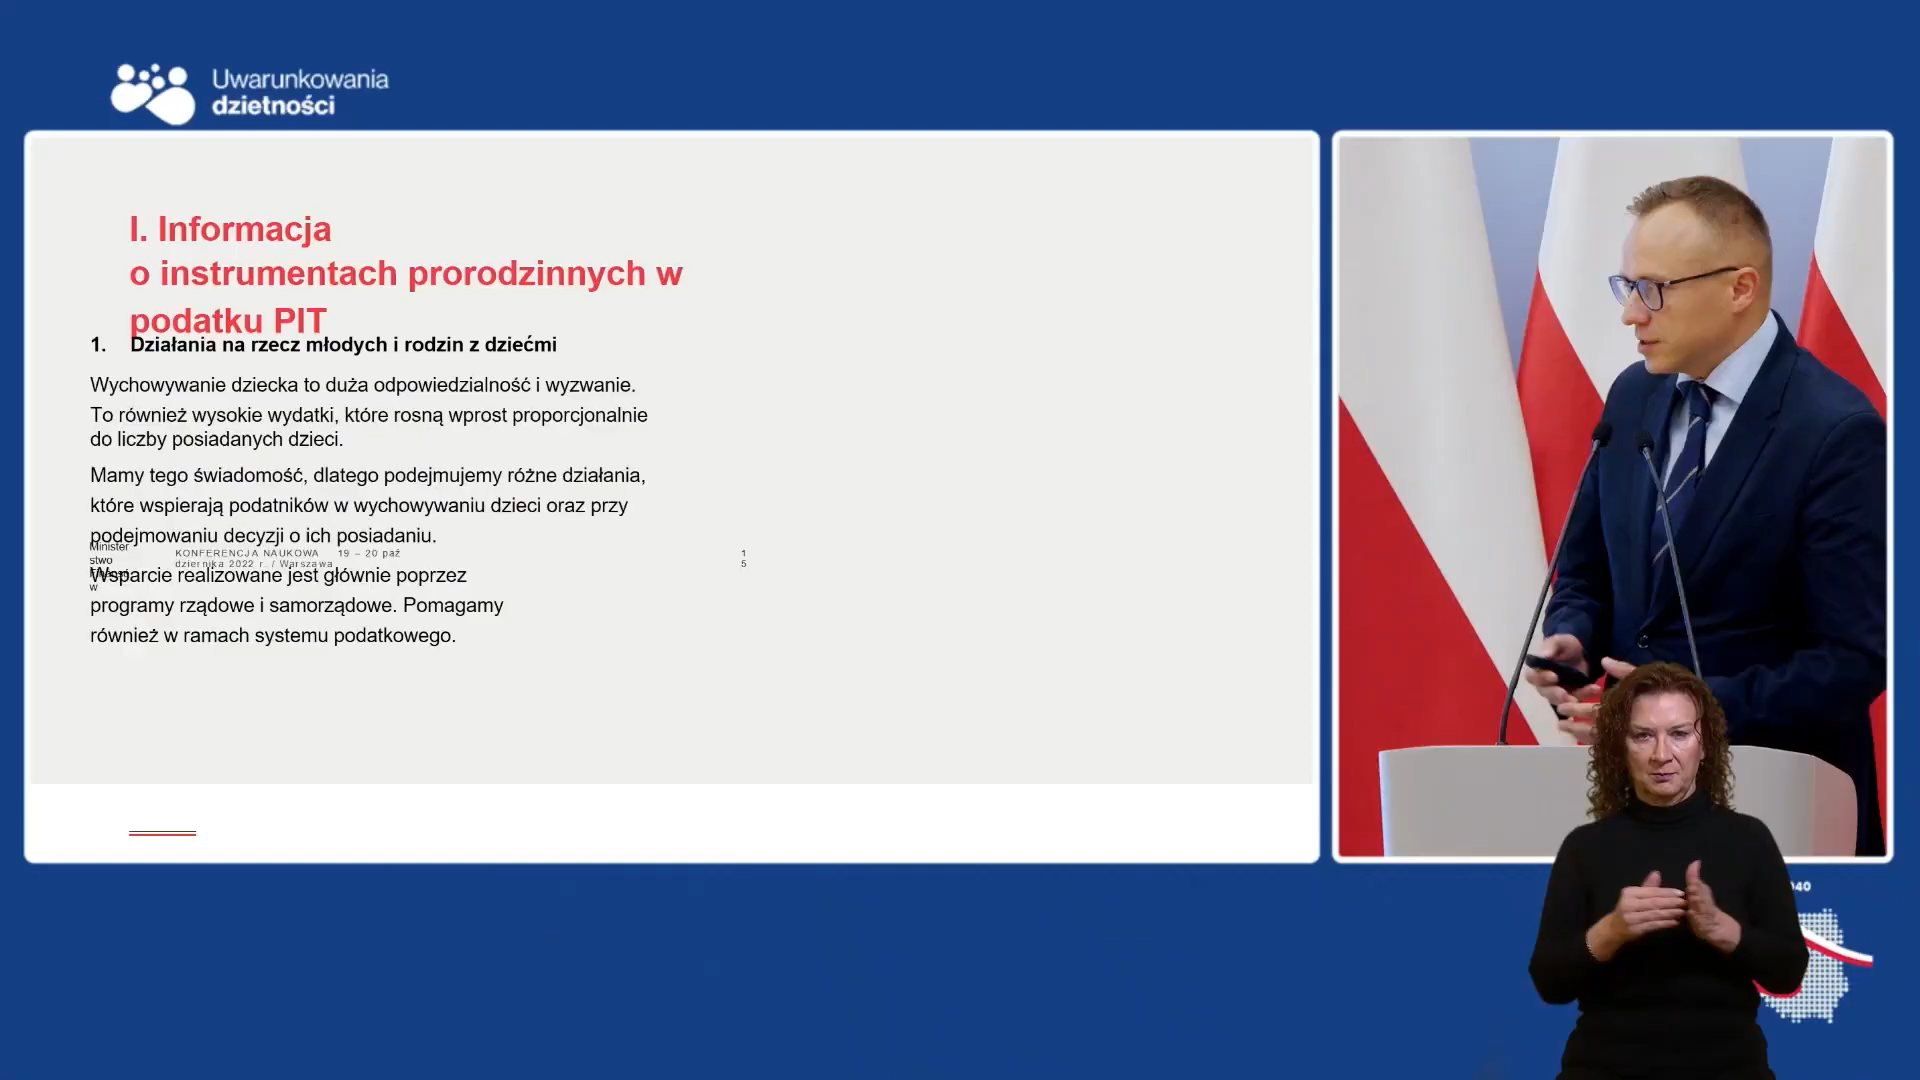 Uwarunkowania
dzietności
I. Informacja
o instrumentach prorodzinnych w
podatku PIT
1. Działania na rzecz młodych i rodzin z dziećmi
Wychowywanie dziecka to duża odpowiedzialność i wyzwanie.
To również wysokie wydatki, które rosną wprost proporcjonalnie
do liczby posiadanych dzieci.
Mamy tego świadomość, dlatego podejmujemy różne działania,
które wspierają podatników w wychowywaniu dzieci oraz przy
podejmowaniu decyzji o ich posiadaniu.
Minister
stwo
w
KONFERENCJA NAUKOWA 19 – 20 paź
dziernika 2022 r. / Warszawa
1
5
Wsparcie realizowane jest głównie poprzez
programy rządowe i samorządowe. Pomagamy
również w ramach systemu podatkowego.
040